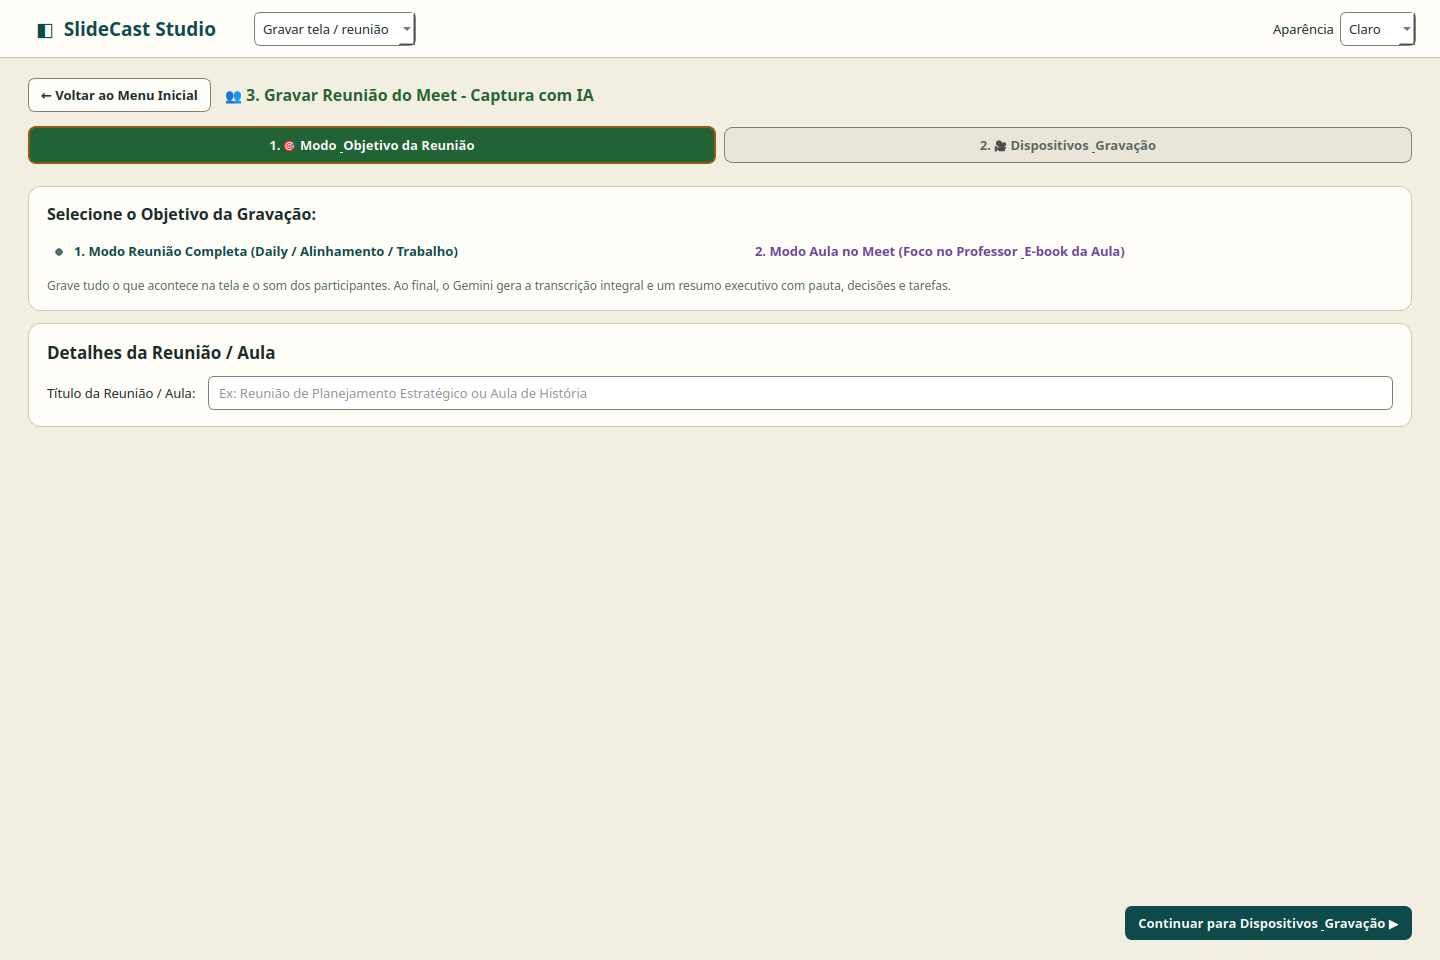 SlideCast Studio
Gravar tela / reunião
Aparência
Claro
← Voltar ao Menu Inicial
3. Gravar Reunião do Meet - Captura com IA
1. Modo _Objetivo da Reunião
2. Dispositivos _Gravação
Selecione o Objetivo da Gravação:
1. Modo Reunião Completa (Daily / Alinhamento / Trabalho)
2. Modo Aula no Meet (Foco no Professor _E-book da Aula)
Grave tudo o que acontece na tela e o som dos participantes. Ao final, o Gemini gera a transcrição integral e um resumo executivo com pauta, decisões e tarefas.
Detalhes da Reunião / Aula
Título da Reunião / Aula:
Ex: Reunião de Planejamento Estratégico ou Aula de História
Continuar para Dispositivos _Gravação ▶